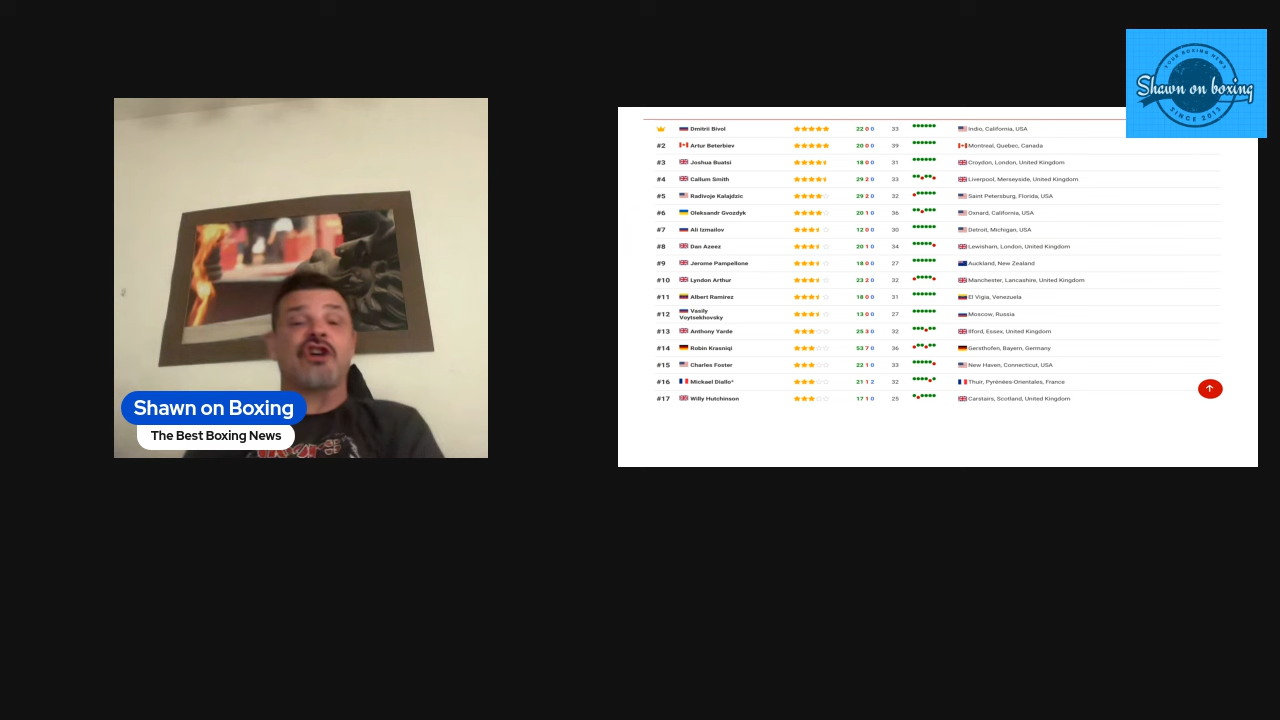 YOUR BOXING NEWS
Shawn on boxing
SINCE 2013
Dmitrii Bivol 22 0 0 33 Indio, California, USA
#2 Artur Beterbiev 20 0 0 39 Montreal, Quebec, Canada
#3 Joshua Buatsi 18 0 0 31 Croydon, London, United Kingdom
#4 Callum Smith 29 2 0 33 Liverpool, Merseyside, United Kingdom
#5 Radivoje Kalajdzic 29 2 0 32 Saint Petersburg, Florida, USA
#6 Oleksandr Gvozdyk 20 1 0 36 Oxnard, California, USA
#7 Ali Izmailov 12 0 0 30 Detroit, Michigan, USA
#8 Dan Azeez 20 1 0 34 Lewisham, London, United Kingdom
#9 Jerome Pampellone 18 0 0 27 Auckland, New Zealand
#10 Lyndon Arthur 23 2 0 32 Manchester, Lancashire, United Kingdom
#11 Albert Ramirez 18 0 0 31 El Vigia, Venezuela
#12 Vasily Voytsekhovsky 13 0 0 27 Moscow, Russia
#13 Anthony Yarde 25 3 0 32 Ilford, Essex, United Kingdom
#14 Robin Krasniqi 53 7 0 36 Gersthofen, Bayern, Germany
#15 Charles Foster 22 1 0 33 New Haven, Connecticut, USA
#16 Mickael Diallo* 21 1 2 32 Thuir, Pyrénées-Orientales, France
#17 Willy Hutchinson 17 1 0 25 Carstairs, Scotland, United Kingdom
Shawn on Boxing
The Best Boxing News